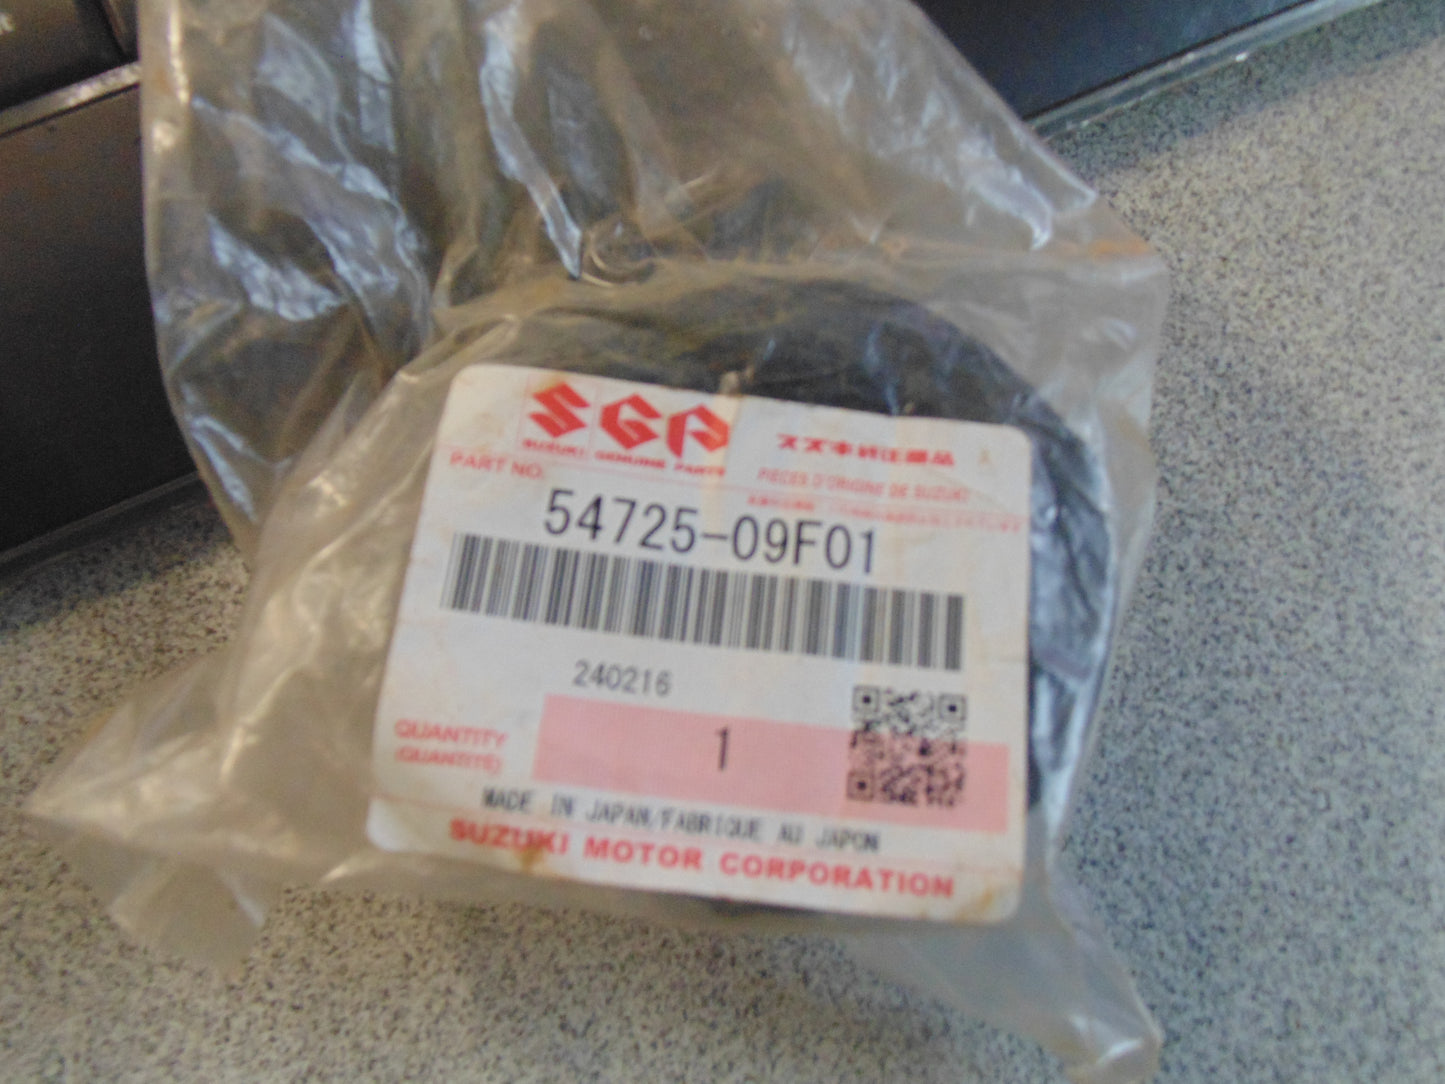 SGP
SUZUKI GENUINE PARTS
スズキ純正部品
PART NO.
PIECES D'ORIGINE DE SUZUKI
54725-09F01
240216
QUANTITY
(QUANTITE)
1
MADE IN JAPAN/FABRIQUE AU JAPON
SUZUKI MOTOR CORPORATION